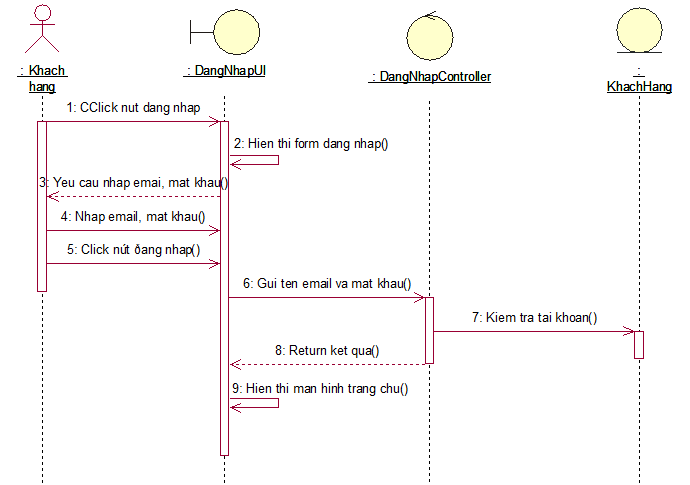 : Khach
hang
: DangNhapUI
: DangNhapController
:
KhachHang
1: CClick nut dang nhap
2: Hien thi form dang nhap()
3: Yeu cau nhap emai, mat khau()
4: Nhap email, mat khau()
5: Click nút ðang nhap()
6: Gui ten email va mat khau()
7: Kiem tra tai khoan()
8: Return ket qua()
9: Hien thi man hinh trang chu()